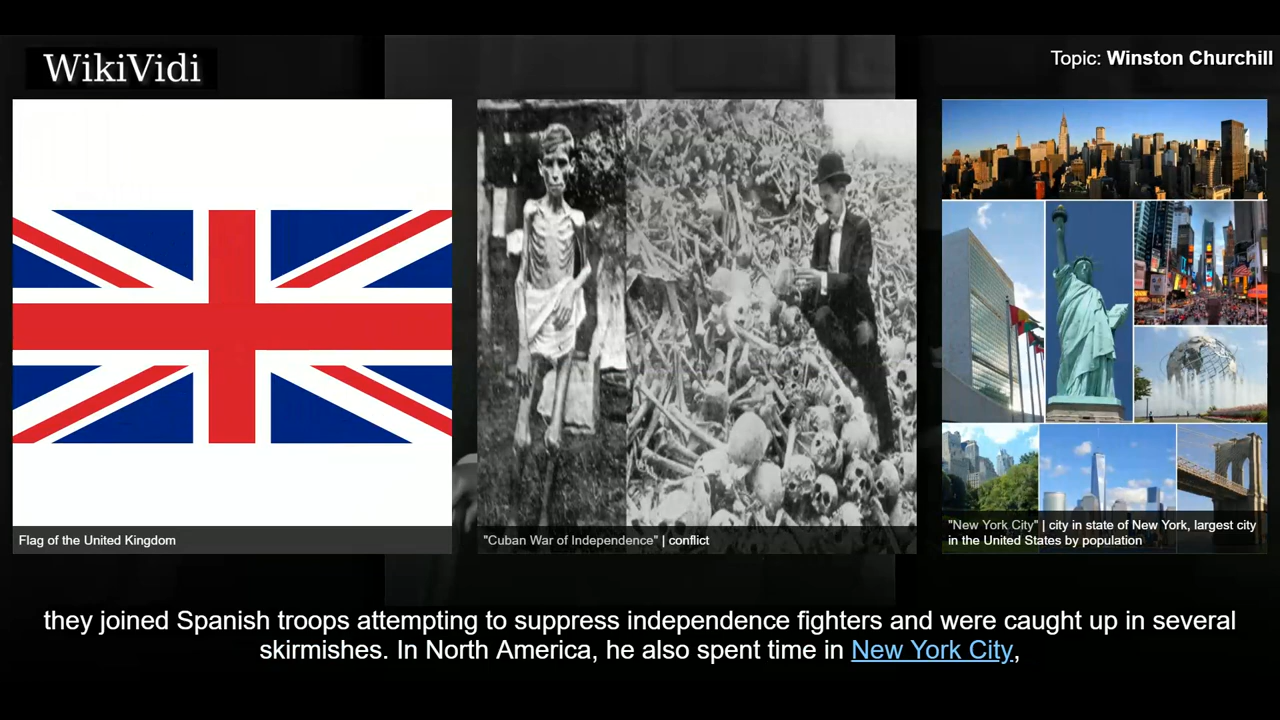 WikiVidi
Topic: Winston Churchill
Flag of the United Kingdom
"Cuban War of Independence" | conflict
"New York City" | city in state of New York, largest city
in the United States by population
they joined Spanish troops attempting to suppress independence fighters and were caught up in several
skirmishes. In North America, he also spent time in New York City,